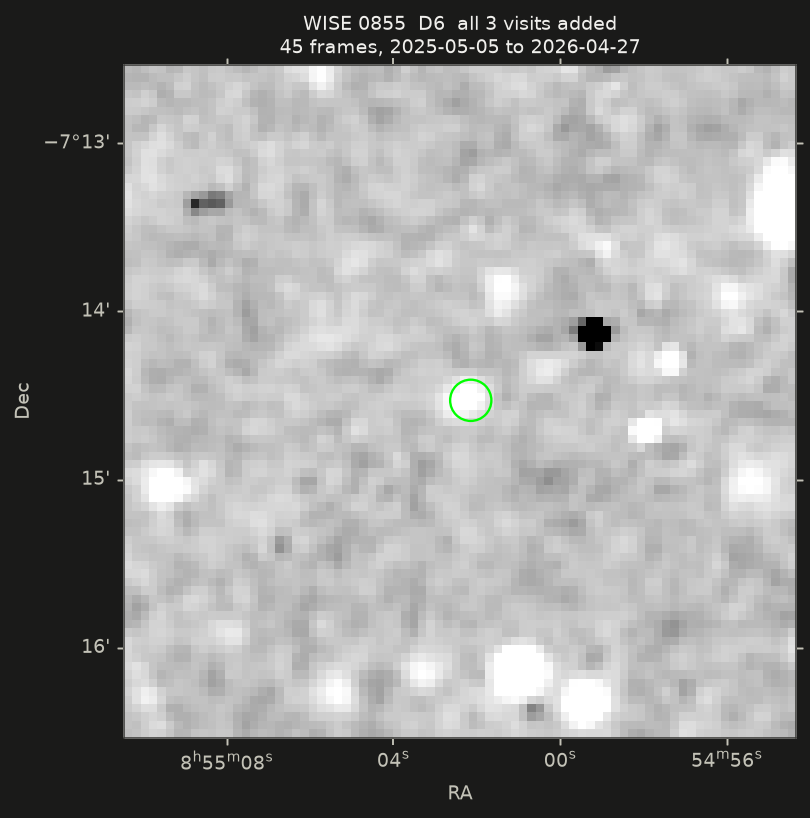 WISE 0855  D6  all 3 visits added
45 frames, 2025-05-05 to 2026-04-27
−7°13'
14'
15'
16'
Dec
8ʰ55ᵐ08ˢ
04ˢ
00ˢ
54ᵐ56ˢ
RA